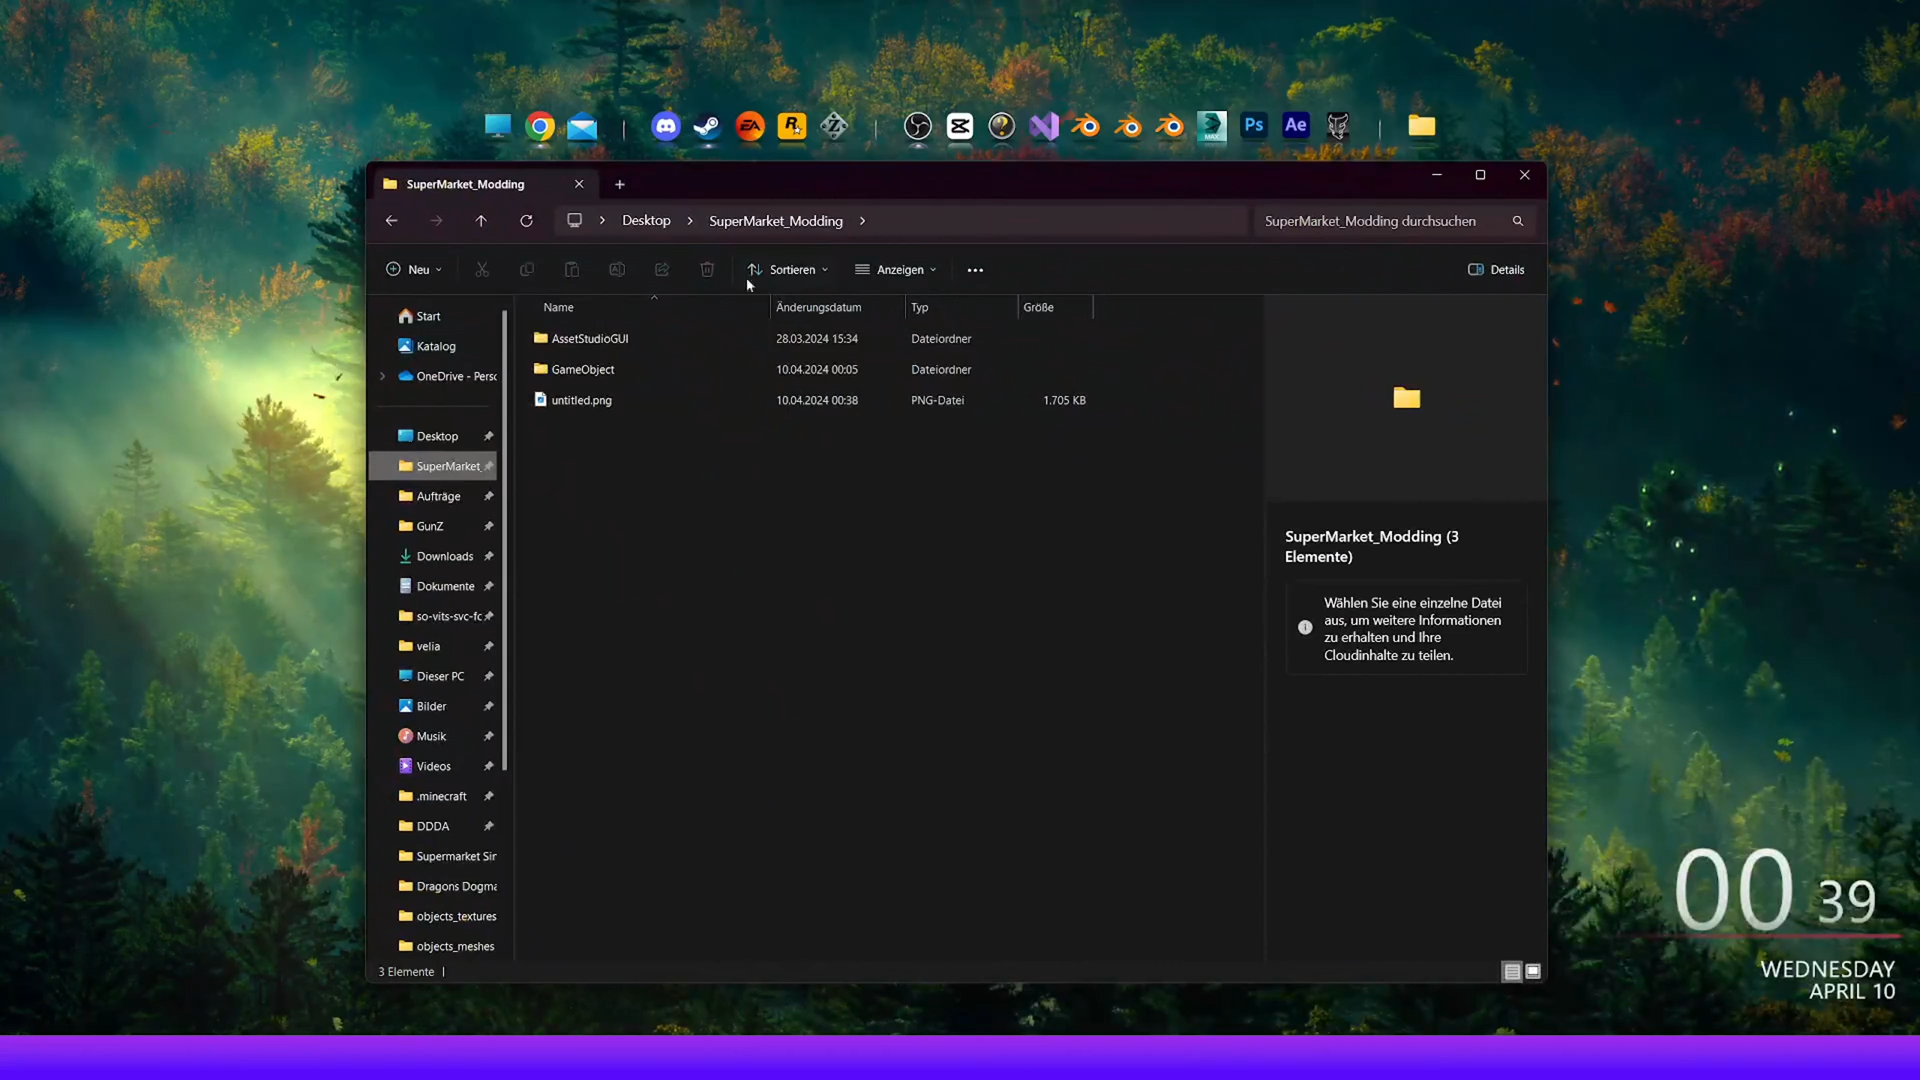 Ps
Ae
MAX
EA
SuperMarket_Modding
Desktop
SuperMarket_Modding
SuperMarket_Modding durchsuchen
Neu
Sortieren
Anzeigen
Details
Name
Änderungsdatum
Typ
Größe
AssetStudioGUI
28.03.2024 15:34
Dateiordner
GameObject
10.04.2024 00:05
Dateiordner
untitled.png
10.04.2024 00:38
PNG-Datei
1.705 KB
Start
Katalog
OneDrive - Persc
Desktop
SuperMarket_
Aufträge
GunZ
Downloads
Dokumente
so-vits-svc-fc
velia
Dieser PC
Bilder
Musik
Videos
.minecraft
DDDA
Supermarket Sir
Dragons Dogma
objects_textures
objects_meshes
SuperMarket_Modding (3
Elemente)
Wählen Sie eine einzelne Datei
aus, um weitere Informationen
zu erhalten und Ihre
Cloudinhalte zu teilen.
3 Elemente
00 39
WEDNESDAY
APRIL 10